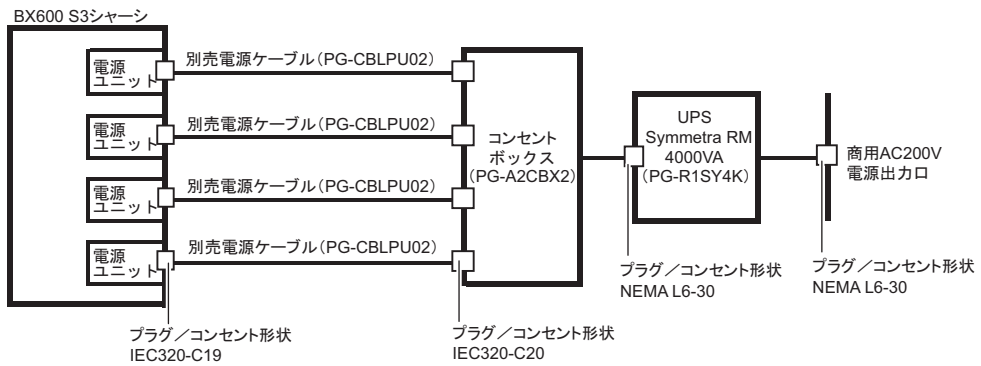 BX600 S3シャーシ
電源
ユニット
別売電源ケーブル（PG-CBLPU02）
電源
ユニット
別売電源ケーブル（PG-CBLPU02）
電源
ユニット
別売電源ケーブル（PG-CBLPU02）
電源
ユニット
別売電源ケーブル（PG-CBLPU02）
コンセント
ボックス
（PG-A2CBX2）
UPS
Symmetra RM
4000VA
（PG-R1SY4K）
商用AC200V
電源出力口
プラグ／コンセント形状
NEMA L6-30
プラグ／コンセント形状
NEMA L6-30
プラグ／コンセント形状
IEC320-C19
プラグ／コンセント形状
IEC320-C20